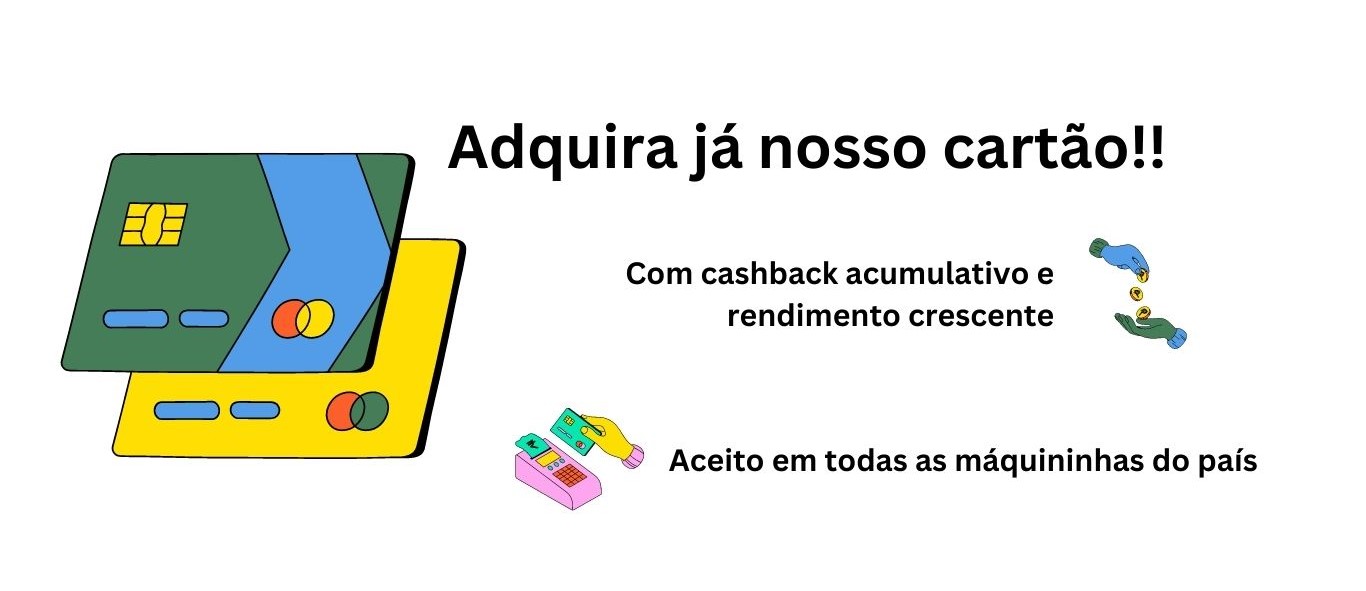 Adquira já nosso cartão!!
Com cashback acumulativo e
rendimento crescente
Aceito em todas as máquininhas do país